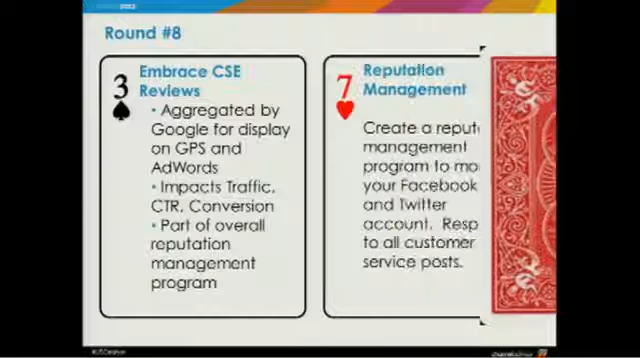 Round #8
3
Embrace CSE
Reviews
• Aggregated by
Google for display
on GPS and
AdWords
• Impacts Traffic,
CTR, Conversion
• Part of overall
reputation
management
program
7
Reputation
Management
Create a reput
management
program to mo
your Facebook
and Twitter
account. Resp
to all customer
service posts.